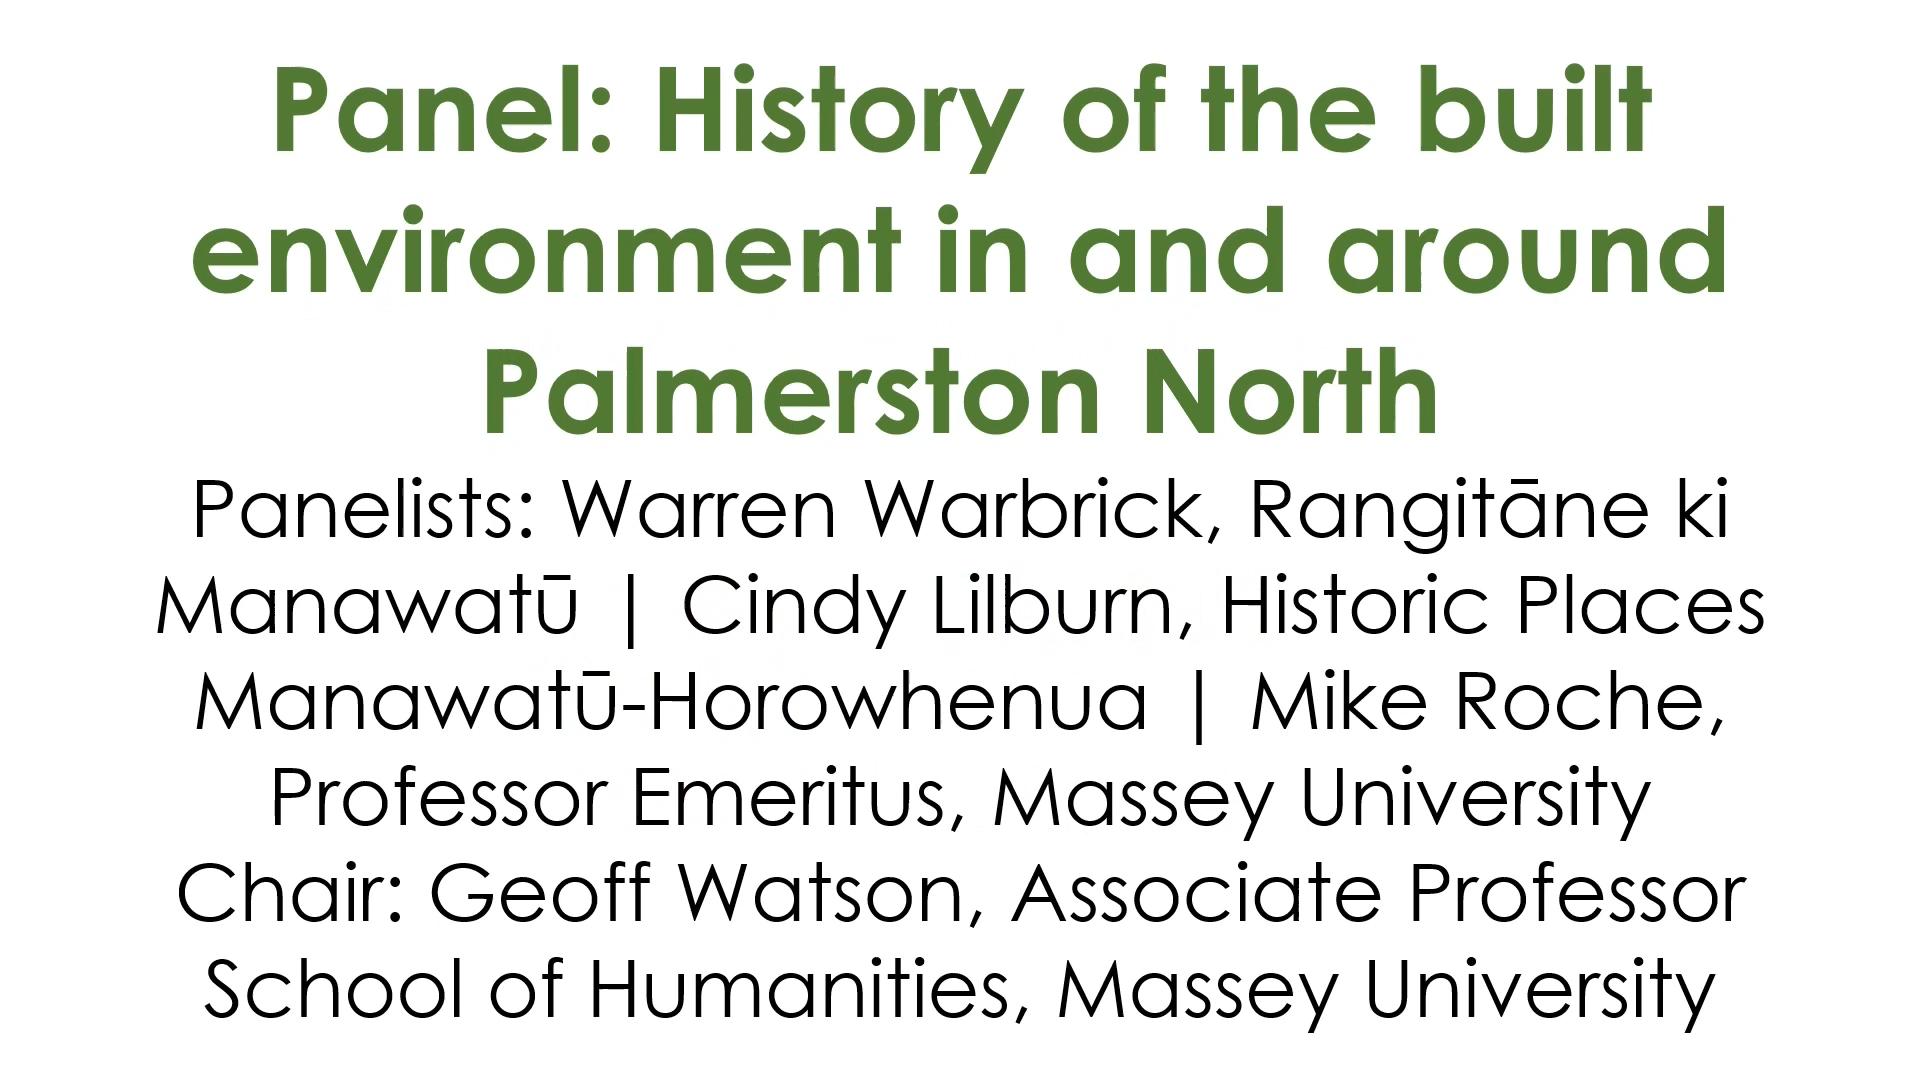 Panel: History of the built
environment in and around
Palmerston North
Panelists: Warren Warbrick, Rangitāne ki
Manawatū | Cindy Lilburn, Historic Places
Manawatū-Horowhenua | Mike Roche,
Professor Emeritus, Massey University
Chair: Geoff Watson, Associate Professor
School of Humanities, Massey University